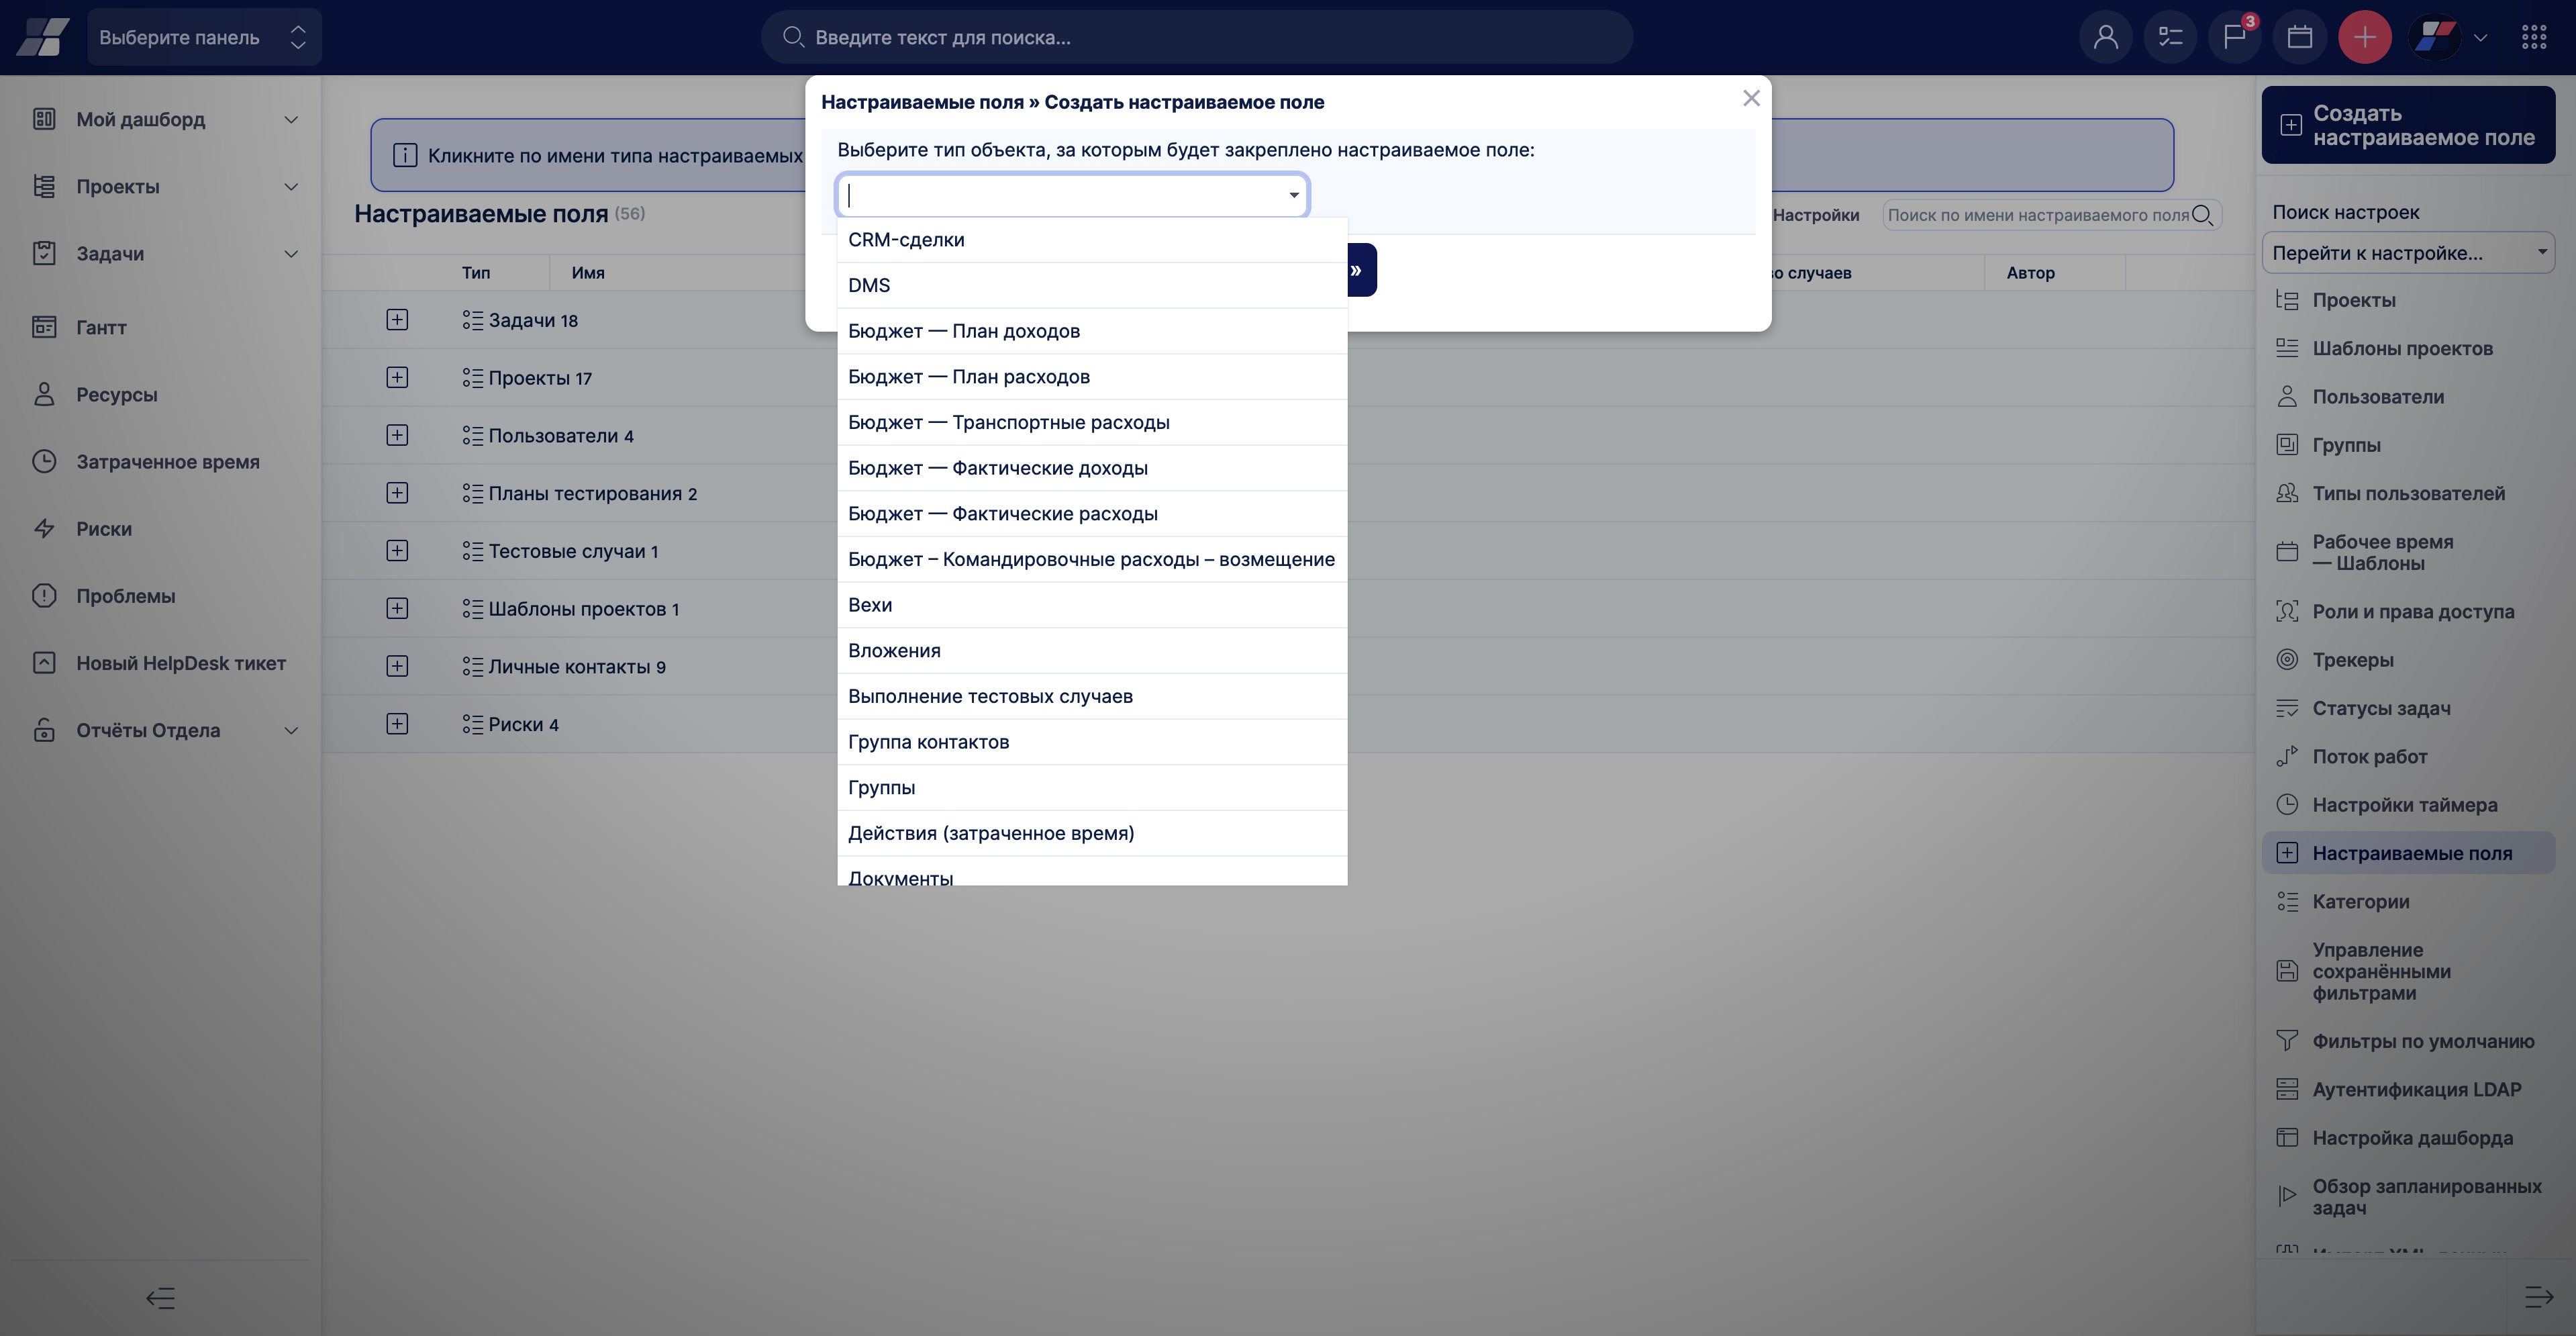 Выберите панель
Введите текст для поиска...
3
Мой дашборд
Проекты
Задачи
Гантт
Ресурсы
Затраченное время
Риски
Проблемы
Новый HelpDesk тикет
Отчёты Отдела
Кликните по имени типа настраиваемых
Настраиваемые поля (56)
Настройки
Поиск по имени настраиваемого поля
Тип
Имя
случаев
Автор
Задачи 18
Проекты 17
Пользователи 4
Планы тестирования 2
Тестовые случаи 1
Шаблоны проектов 1
Личные контакты 9
Риски 4
Настраиваемые поля » Создать настраиваемое поле
Выберите тип объекта, за которым будет закреплено настраиваемое поле:
»
CRM-сделки
DMS
Бюджет — План доходов
Бюджет — План расходов
Бюджет — Транспортные расходы
Бюджет — Фактические доходы
Бюджет — Фактические расходы
Бюджет – Командировочные расходы – возмещение
Вехи
Вложения
Выполнение тестовых случаев
Группа контактов
Группы
Действия (затраченное время)
Документы
Создать
настраиваемое поле
Поиск настроек
Перейти к настройке...
Проекты
Шаблоны проектов
Пользователи
Группы
Типы пользователей
Рабочее время
— Шаблоны
Роли и права доступа
Трекеры
Статусы задач
Поток работ
Настройки таймера
Настраиваемые поля
Категории
Управление
сохранёнными
фильтрами
Фильтры по умолчанию
Аутентификация LDAP
Настройка дашборда
Обзор запланированных
задач